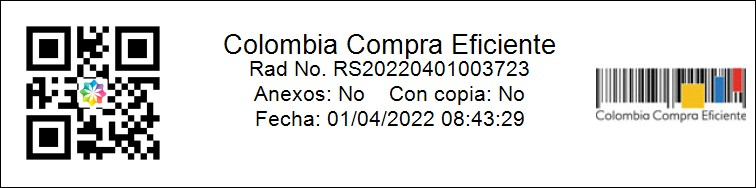 Colombia Compra Eficiente
Rad No. RS20220401003723
Anexos: No    Con copia: No
Fecha: 01/04/2022 08:43:29
Colombia Compra Eficiente